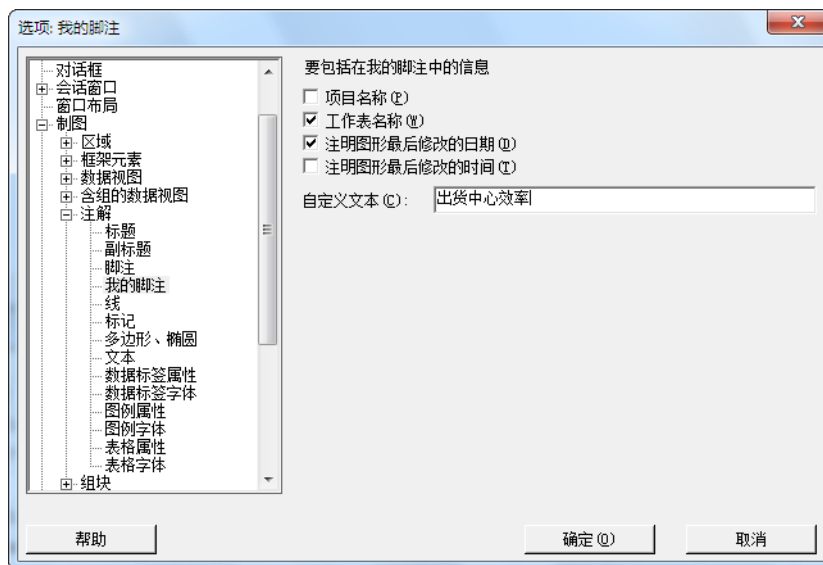 选项: 我的脚注
对话框
会话窗口
窗口布局
制图
区域
框架元素
数据视图
含组的数据视图
注解
标题
副标题
脚注
我的脚注
线
标记
多边形、椭圆
文本
数据标签属性
数据标签字体
图例属性
图例字体
表格属性
表格字体
组块
要包括在我的脚注中的信息
项目名称(P)
工作表名称(W)
注明图形最后修改的日期(D)
注明图形最后修改的时间(T)
自定义文本(C): 出货中心效率
帮助
确定(O)
取消